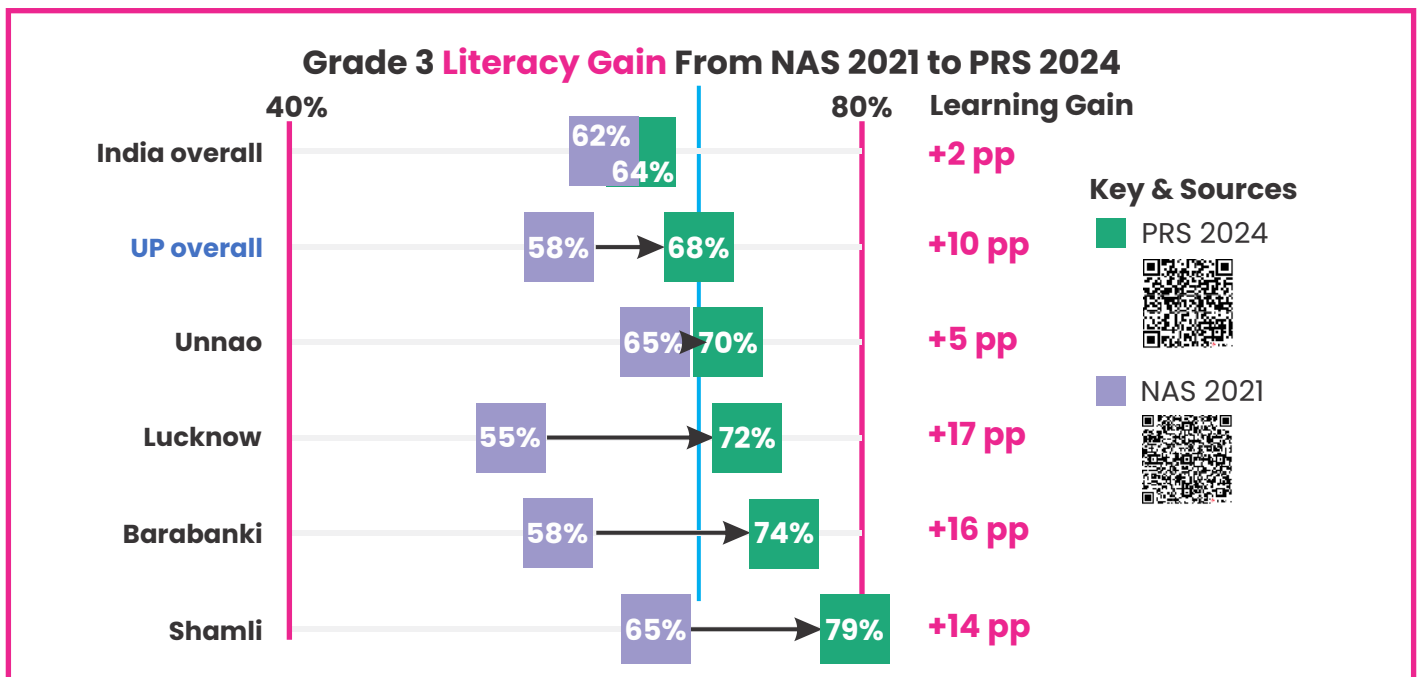 Grade 3 Literacy Gain From NAS 2021 to PRS 2024
40% 80% Learning Gain
India overall 62% 64% +2 pp
Key & Sources
PRS 2024
UP overall 58% 68% +10 pp
Unnao 65% 70% +5 pp
NAS 2021
Lucknow 55% 72% +17 pp
Barabanki 58% 74% +16 pp
Shamli 65% 79% +14 pp